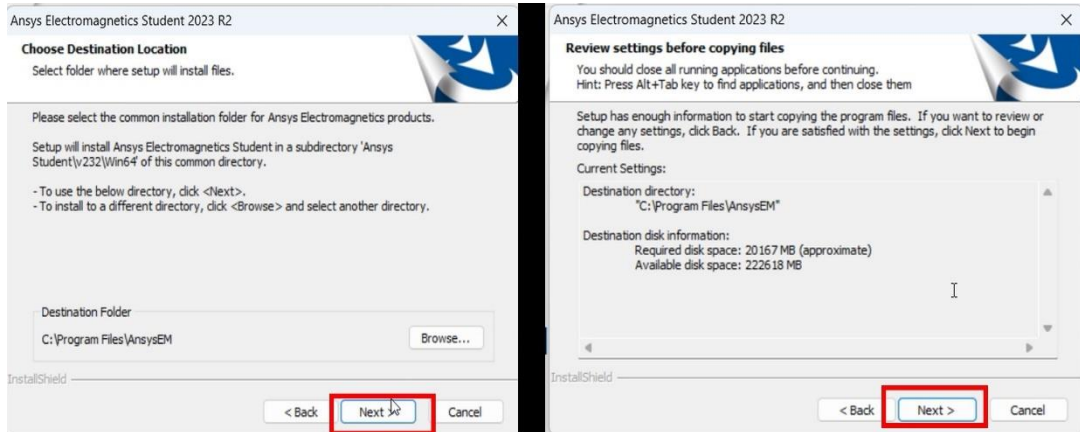 Ansys Electromagnetics Student 2023 R2
Choose Destination Location
Select folder where setup will install files.
Please select the common installation folder for Ansys Electromagnetics products.
Setup will install Ansys Electromagnetics Student in a subdirectory 'Ansys
Student\v232\Win64' of this common directory.
- To use the below directory, click <Next>.
- To install to a different directory, click <Browse> and select another directory.
Destination Folder
C:\Program Files\AnsysEM
Browse...
InstallShield
< Back
Next >
Cancel
Ansys Electromagnetics Student 2023 R2
Review settings before copying files
You should close all running applications before continuing.
Hint: Press Alt+Tab key to find applications, and then close them
Setup has enough information to start copying the program files.  If you want to review or
change any settings, click Back.  If you are satisfied with the settings, click Next to begin
copying files.
Current Settings:
Destination directory:
"C:\Program Files\AnsysEM"
Destination disk information:
Required disk space: 20167 MB (approximate)
Available disk space: 222618 MB
InstallShield
< Back
Next >
Cancel